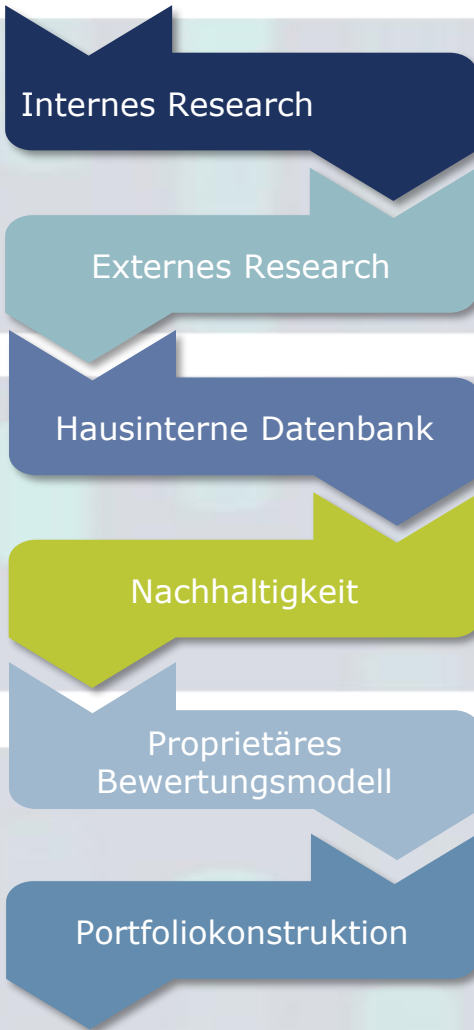 Internes Research
Externes Research
Hausinterne Datenbank
Nachhaltigkeit
Proprietäres
Bewertungsmodell
Portfoliokonstruktion